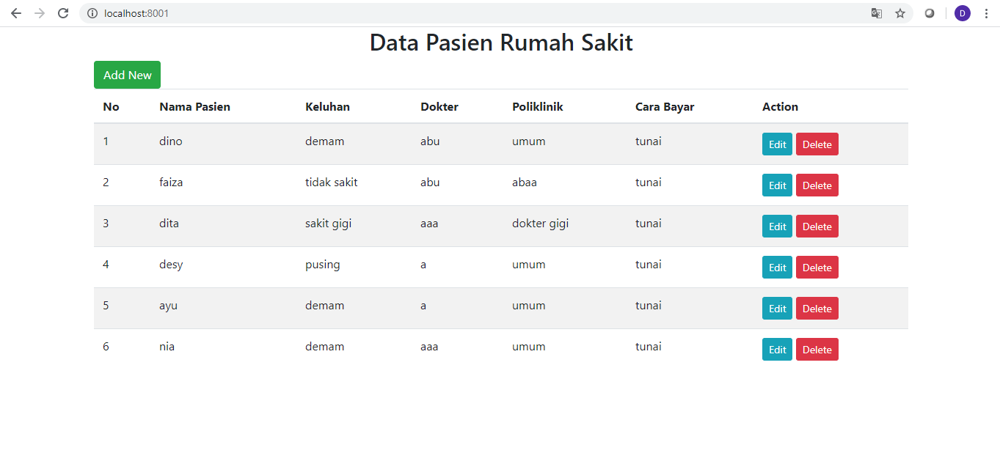 localhost:8001
D
Data Pasien Rumah Sakit
Add New
No Nama Pasien Keluhan Dokter Poliklinik Cara Bayar Action
1 dino demam abu umum tunai Edit Delete
2 faiza tidak sakit abu abaa tunai Edit Delete
3 dita sakit gigi aaa dokter gigi tunai Edit Delete
4 desy pusing a umum tunai Edit Delete
5 ayu demam a umum tunai Edit Delete
6 nia demam aaa umum tunai Edit Delete